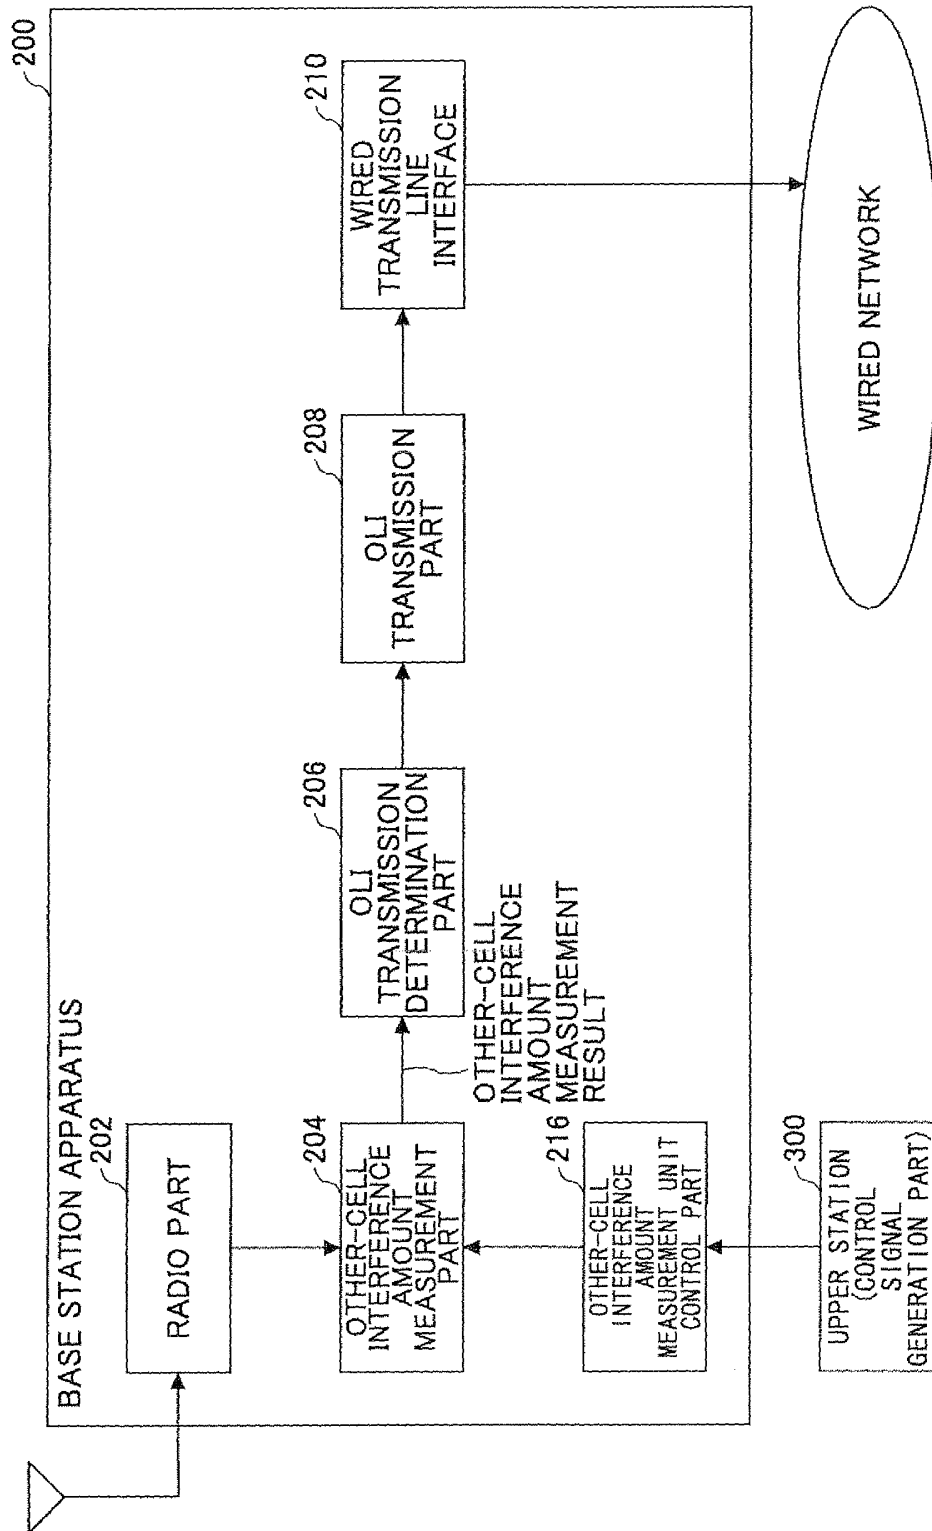 200
BASE STATION APPARATUS
202
RADIO PART
204
OTHER-CELL
INTERFERENCE
AMOUNT
MEASUREMENT
PART
OTHER-CELL
INTERFERENCE
AMOUNT
MEASUREMENT
RESULT
206
OLI
TRANSMISSION
DETERMINATION
PART
208
OLI
TRANSMISSION
PART
210
WIRED
TRANSMISSION
LINE
INTERFACE
216
OTHER-CELL
INTERFERENCE
AMOUNT
MEASUREMENT UNIT
CONTROL PART
300
UPPER STATION
(CONTROL
SIGNAL
GENERATION PART)
WIRED NETWORK